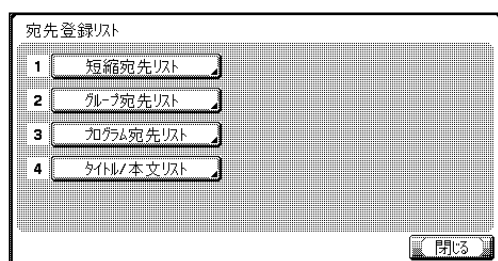 宛先登録ﾘｽﾄ
1 短縮宛先ﾘｽﾄ
2 ｸﾞﾙｰﾌﾟ宛先ﾘｽﾄ
3 ﾌﾟﾛｸﾞﾗﾑ宛先ﾘｽﾄ
4 ﾀｲﾄﾙ/本文ﾘｽﾄ
閉じる